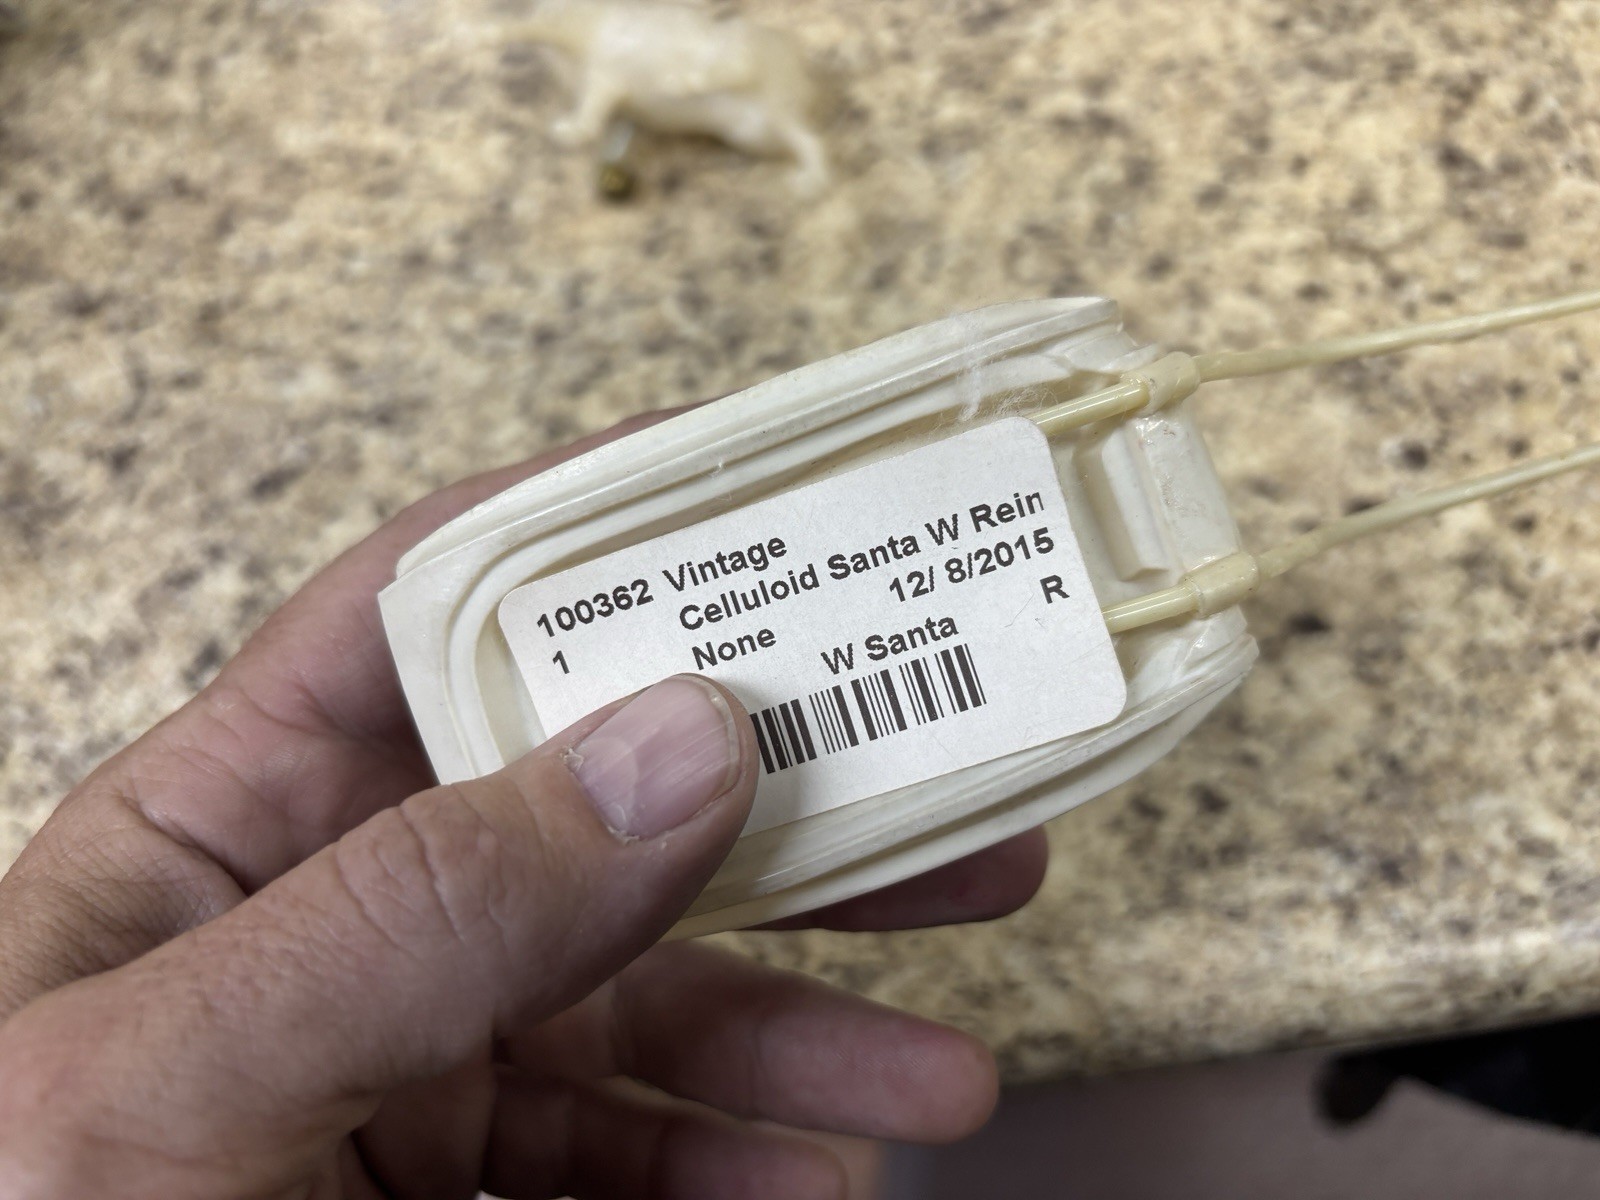 100362 Vintage
Celluloid Santa W Rein
12/ 8/2015
1 None R
W Santa